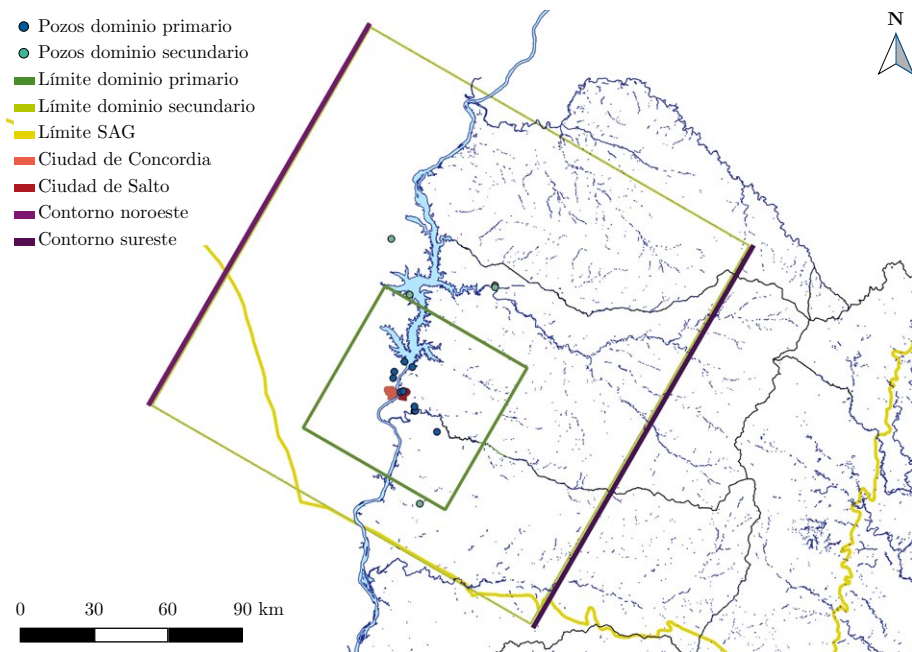 Pozos dominio primario
Pozos dominio secundario
Límite dominio primario
Límite dominio secundario
Límite SAG
Ciudad de Concordia
Ciudad de Salto
Contorno noroeste
Contorno sureste
N
0 30 60 90 km